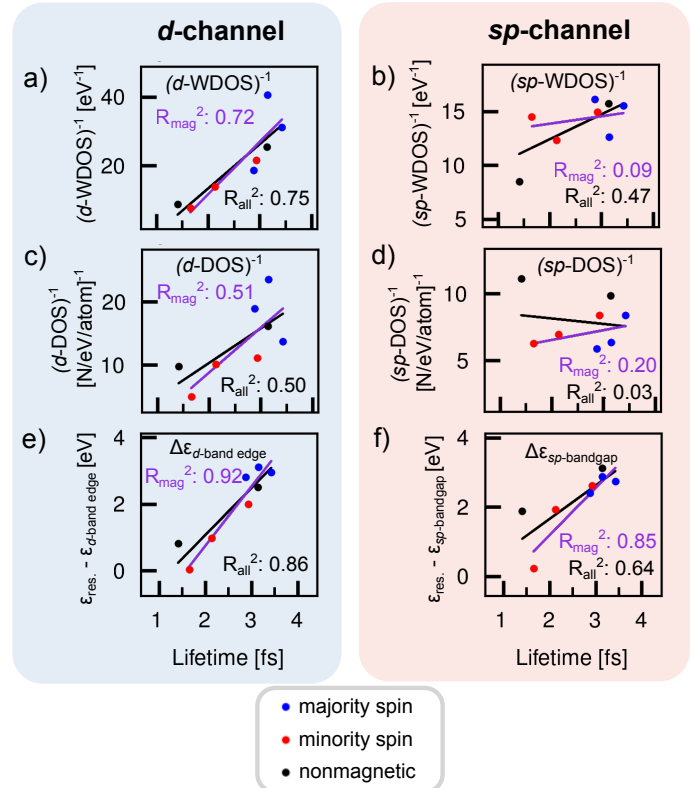 d-channel
sp-channel
a)
(d-WDOS)⁻¹ [eV⁻¹]
40
20
(d-WDOS)⁻¹
R_mag²: 0.72
R_all²: 0.75
b)
(sp-WDOS)⁻¹ [eV⁻¹]
15
10
5
(sp-WDOS)⁻¹
R_mag²: 0.09
R_all²: 0.47
c)
(d-DOS)⁻¹
[N/eV/atom]⁻¹
20
10
(d-DOS)⁻¹
R_mag²: 0.51
R_all²: 0.50
d)
(sp-DOS)⁻¹
[N/eV/atom]⁻¹
10
5
(sp-DOS)⁻¹
R_mag²: 0.20
R_all²: 0.03
e)
ε_res. - ε_d-band edge [eV]
4
2
0
Δε_d-band edge
R_mag²: 0.92
R_all²: 0.86
1 2 3 4
Lifetime [fs]
f)
ε_res. - ε_sp-bandgap [eV]
4
2
0
Δε_sp-bandgap
R_mag²: 0.85
R_all²: 0.64
1 2 3 4
Lifetime [fs]
majority spin
minority spin
nonmagnetic